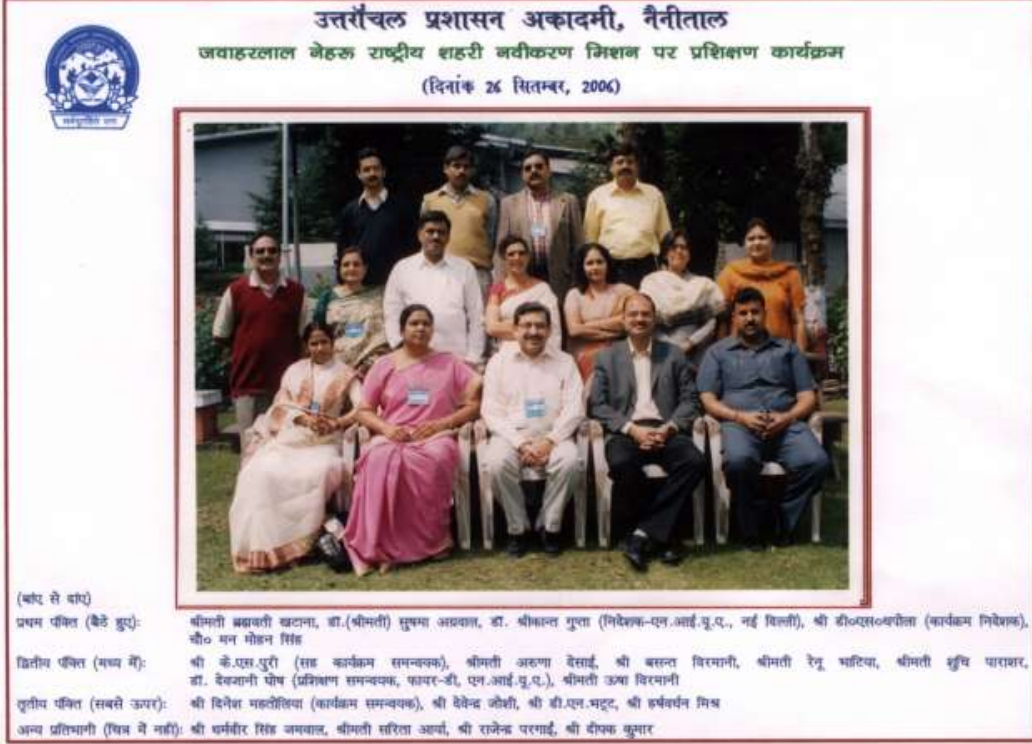 उत्तरॉंचल प्रशासन अकादमी, नैनीताल
जवाहरलाल नेहरू राष्ट्रीय शहरी नवीकरण मिशन पर प्रशिक्षण कार्यक्रम
(दिनांक 26 सितम्बर, 2006)
(बांए से दांए)
प्रथम पंक्ति (बैठे हुए): श्रीमती ब्रह्मवती खटाना, डा.(श्रीमती) सुषमा अग्रवाल, डा. श्रीकान्त गुप्ता (निदेशक-एन.आई.यू.ए., नई दिल्ली), श्री डी०एस०धपोला (कार्यक्रम निदेशक),
चौ० मन मोहन सिंह
द्वितीय पंक्ति (मध्य में): श्री के.एस.पुरी (सह कार्यक्रम समन्वयक), श्रीमती अरुणा देसाई, श्री बसन्त विरमानी, श्रीमती रेनू भाटिया, श्रीमती शुचि पाराशर,
डॉ. देवजानी घोष (प्रशिक्षण समन्वयक, फायर-डी, एन.आई.यू.ए.), श्रीमती ऊषा विरमानी
तृतीय पंक्ति (सबसे ऊपर): श्री दिनेश महतोलिया (कार्यक्रम समन्वयक), श्री देवेन्द्र जोशी, श्री डी.एन.भट्ट, श्री हर्षवर्धन मिश्र
अन्य प्रतिभागी (चित्र में नहीं): श्री धर्मवीर सिंह जमवाल, श्रीमती सरिता आर्या, श्री राजेन्द्र परगाई, श्री दीपक कुमार